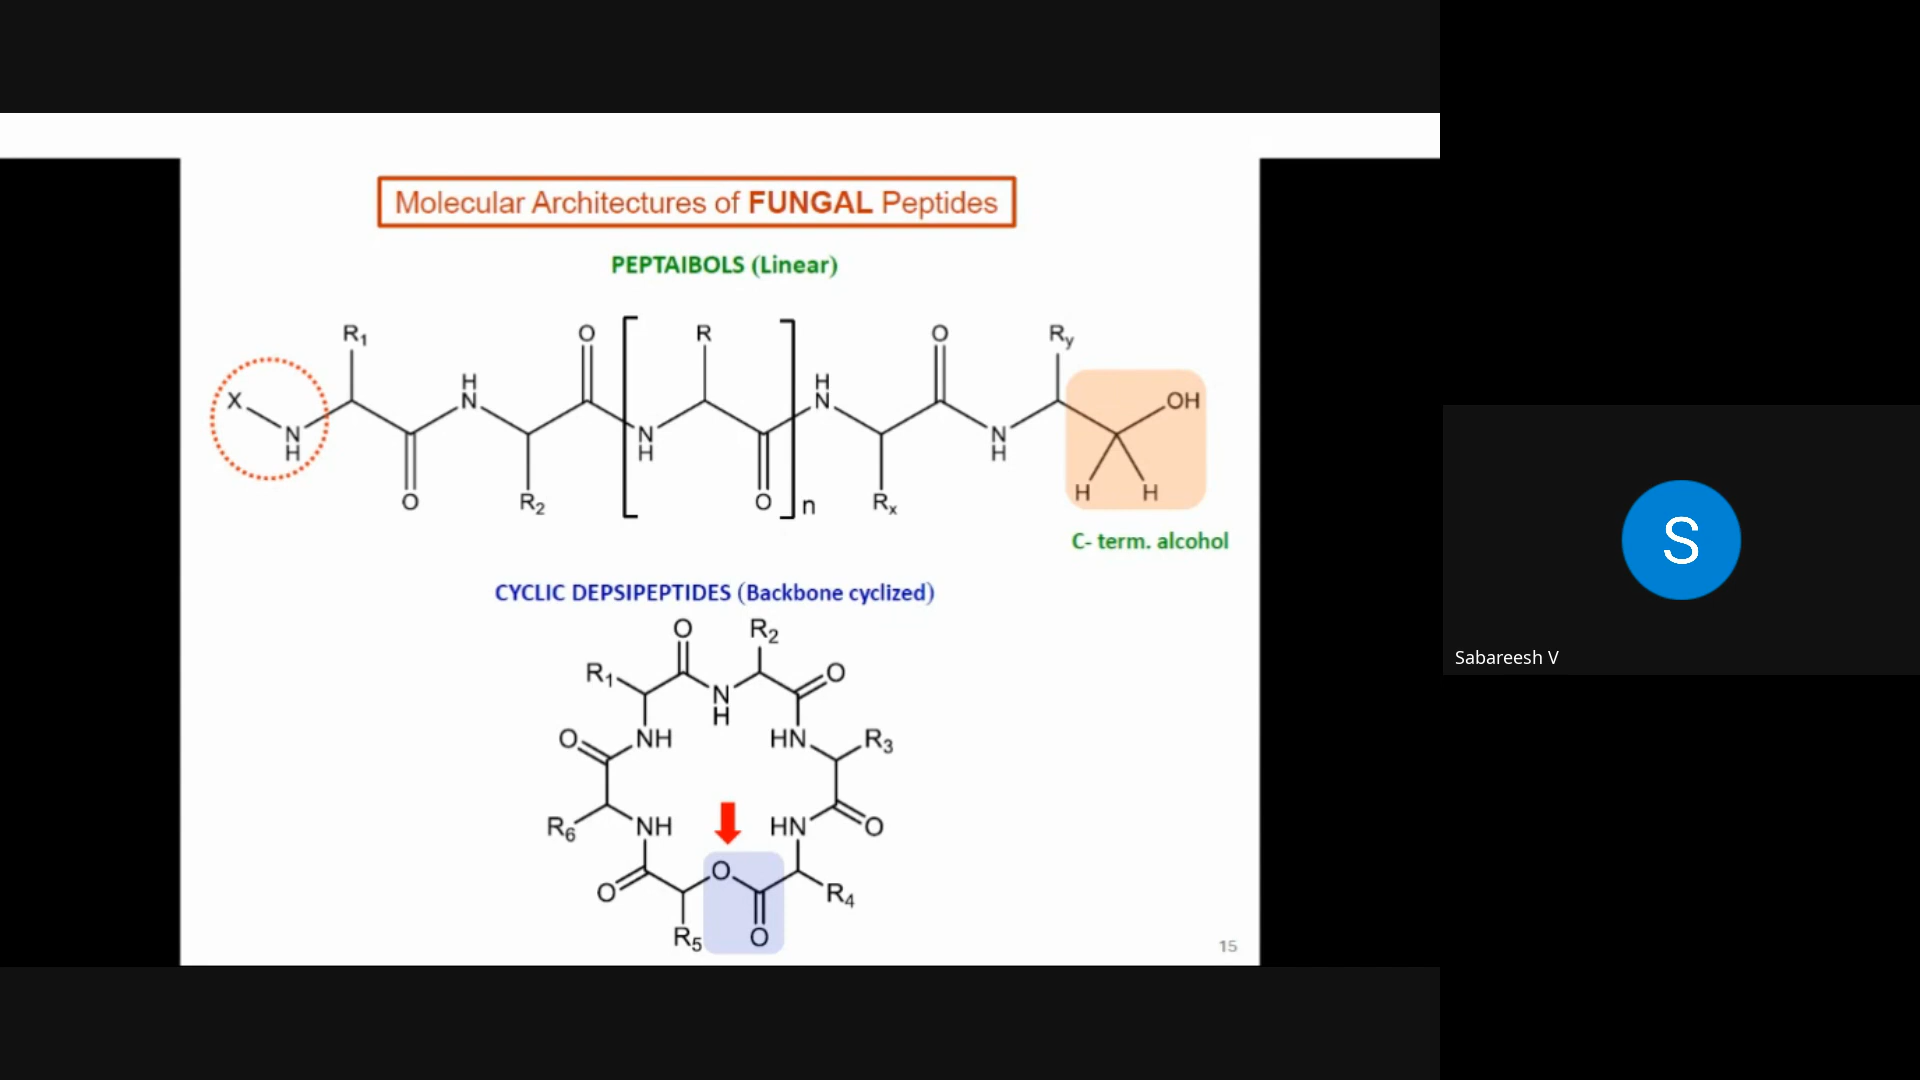 Molecular Architectures of FUNGAL Peptides
PEPTAIBOLS (Linear)
R1 O R O Ry
X N H H N N H H N N H OH
O R2 O n Rx H H
C- term. alcohol
CYCLIC DEPSIPEPTIDES (Backbone cyclized)
O R2
R1 N H O
O NH HN R3
R6 NH HN O
O O R4
R5 O
15
S
Sabareesh V